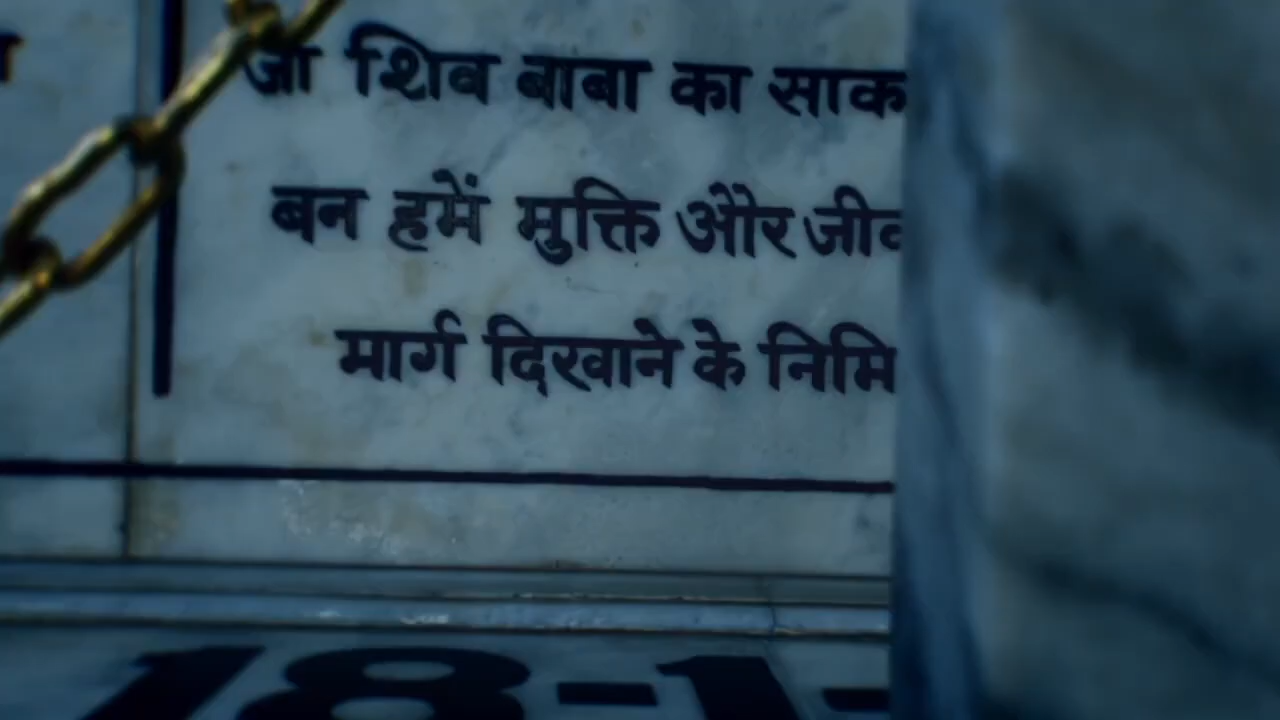 जो शिव बाबा का साक
बन हमें मुक्ति और जीव
मार्ग दिखाने के निमि
18-1-